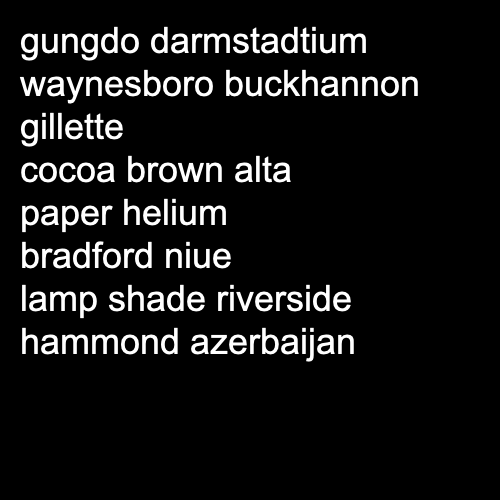 gungdo darmstadtium
waynesboro buckhannon
gillette
cocoa brown alta
paper helium
bradford niue
lamp shade riverside
hammond azerbaijan